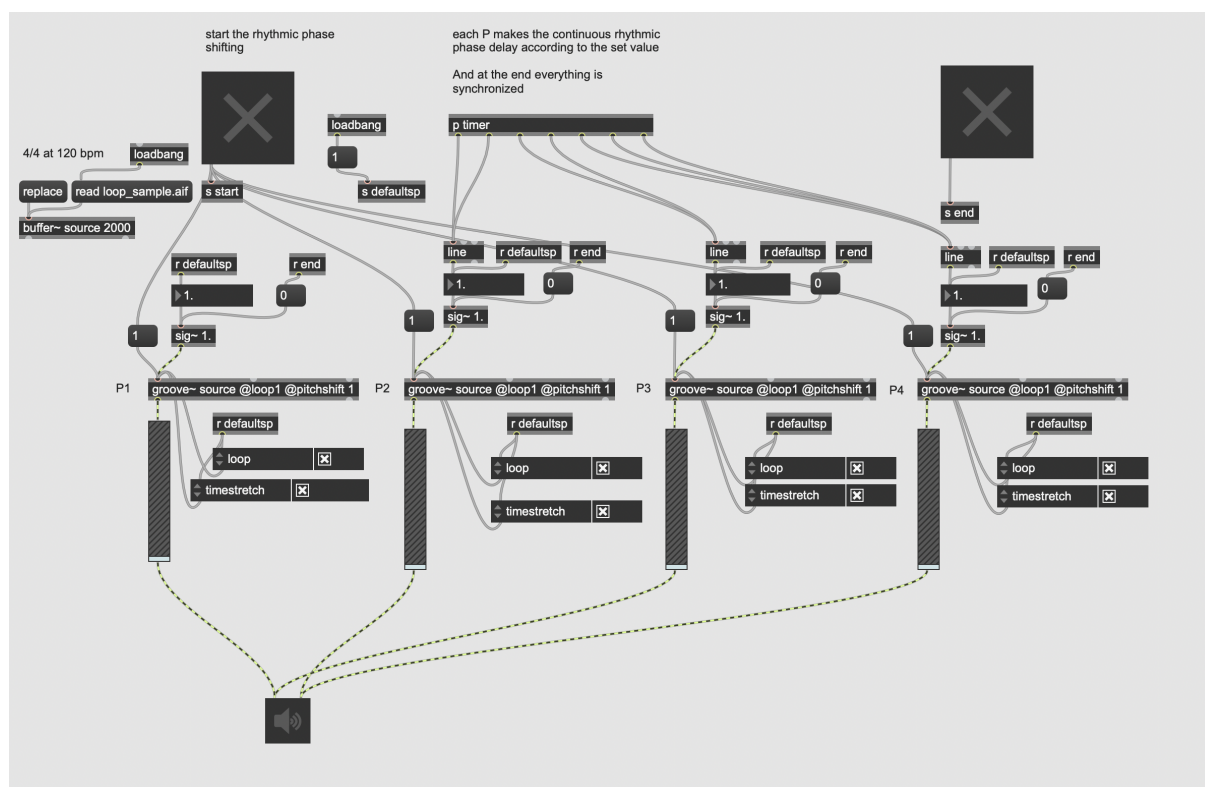 start the rhythmic phase
shifting
each P makes the continuous rhythmic
phase delay according to the set value
And at the end everything is
synchronized
4/4 at 120 bpm
loadbang
loadbang
p timer
1
replace
read loop_sample.aif
s start
s defaultsp
s end
buffer~ source 2000
r defaultsp
r end
line
r defaultsp
r end
line
r defaultsp
r end
line
r defaultsp
r end
1.
0
1.
0
1.
0
1.
0
1
sig~ 1.
1
sig~ 1.
1
sig~ 1.
1
sig~ 1.
P1
groove~ source @loop1 @pitchshift 1
P2
groove~ source @loop1 @pitchshift 1
P3
groove~ source @loop1 @pitchshift 1
P4
groove~ source @loop1 @pitchshift 1
r defaultsp
r defaultsp
r defaultsp
r defaultsp
loop
loop
loop
loop
timestretch
timestretch
timestretch
timestretch